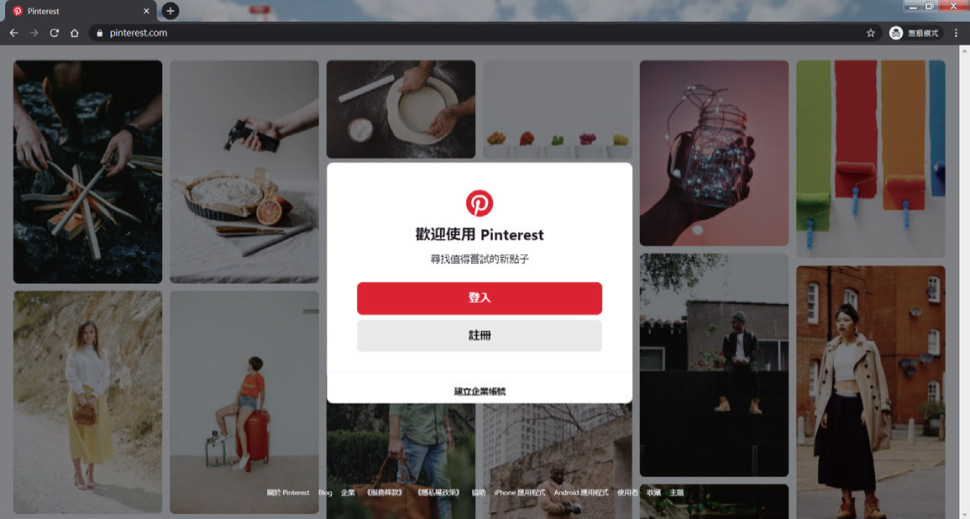 Pinterest
pinterest.com
無痕模式
歡迎使用 Pinterest
尋找值得嘗試的新點子
登入
註冊
建立企業帳號
關於 Pinterest Blog 企業 《服務條款》 《隱私權政策》 協助 iPhone 應用程式 Android 應用程式 使用者 收藏 主題